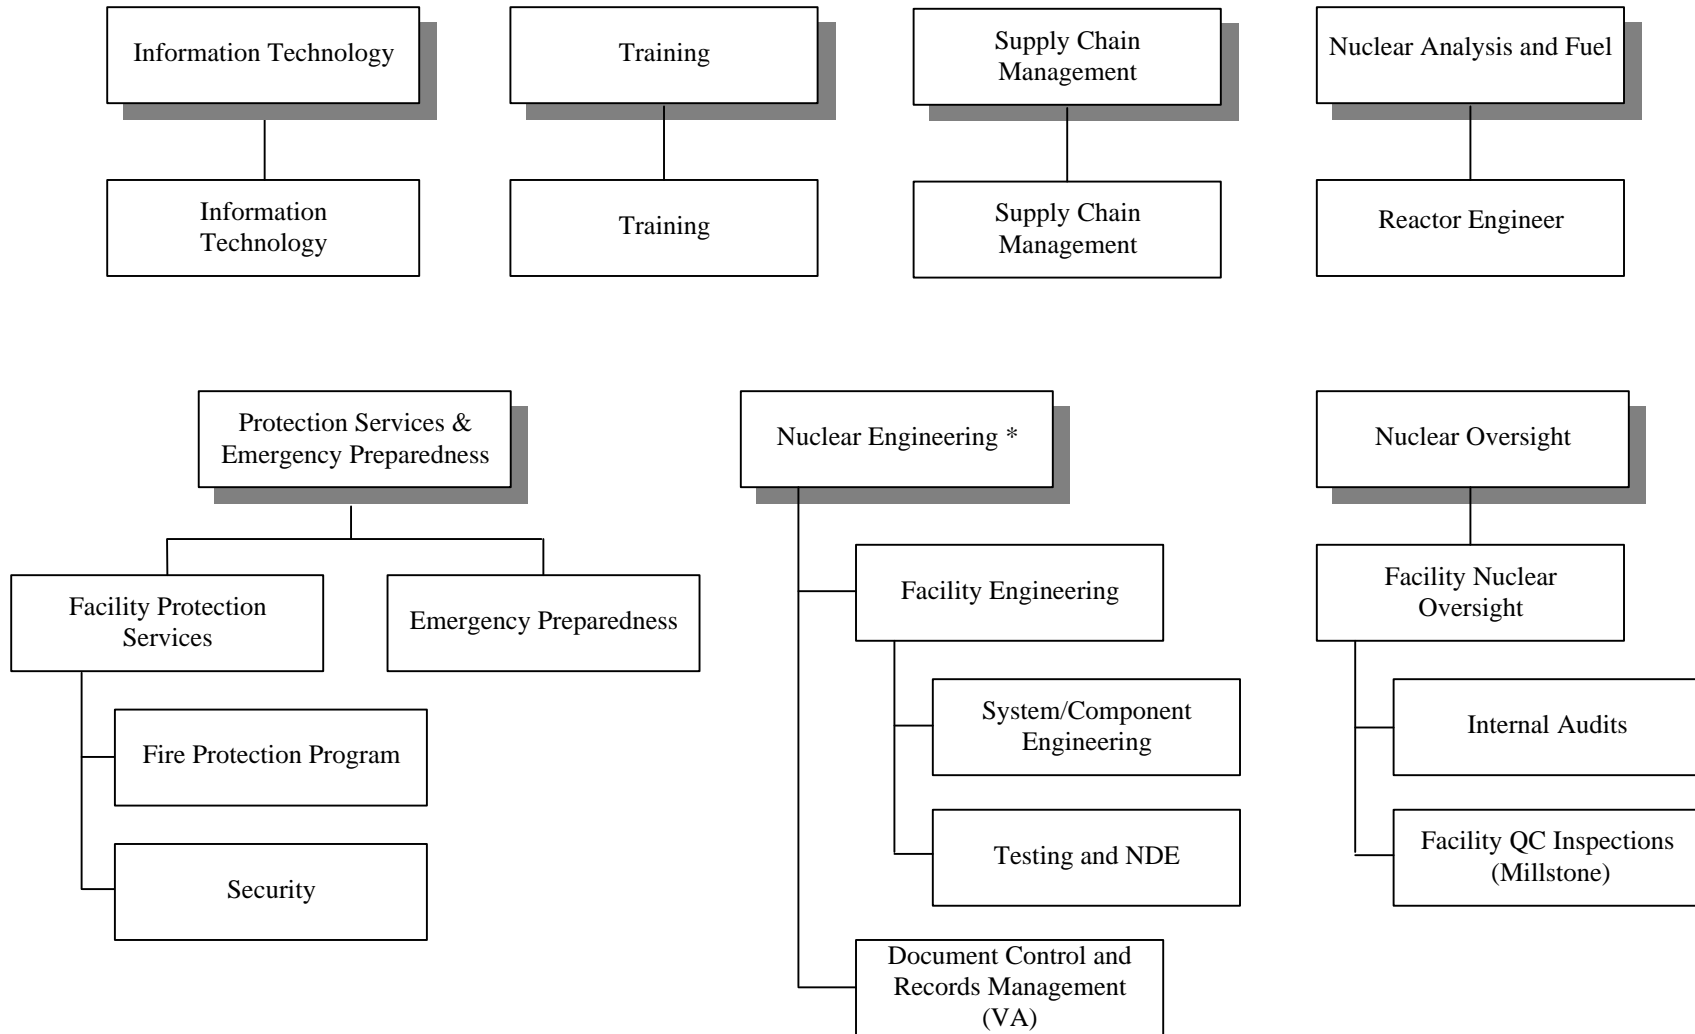 Information Technology
Training
Supply Chain
Management
Nuclear Analysis and Fuel
Information
Technology
Training
Supply Chain
Management
Reactor Engineer
Protection Services &
Emergency Preparedness
Nuclear Engineering *
Nuclear Oversight
Facility Protection
Services
Emergency Preparedness
Facility Engineering
Facility Nuclear
Oversight
Fire Protection Program
System/Component
Engineering
Internal Audits
Security
Testing and NDE
Facility QC Inspections
(Millstone)
Document Control and
Records Management
(VA)